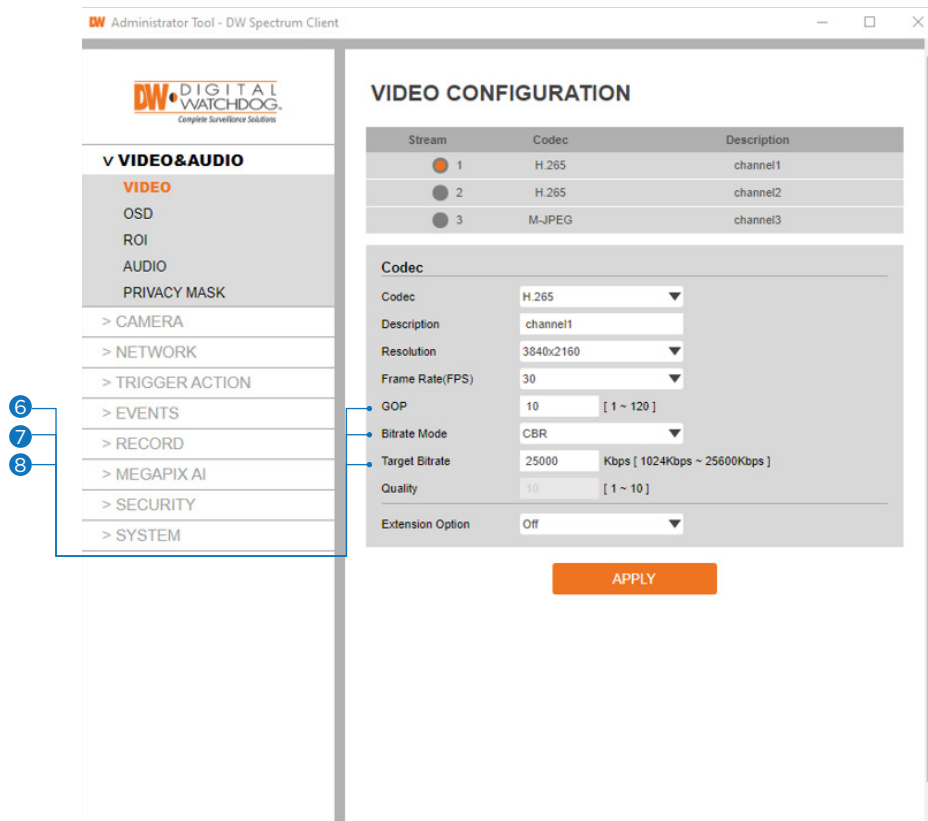 DW Administrator Tool - DW Spectrum Client
DW DIGITAL
WATCHDOG.
Complete Surveillance Solutions
v VIDEO&AUDIO
VIDEO
OSD
ROI
AUDIO
PRIVACY MASK
> CAMERA
> NETWORK
> TRIGGER ACTION
> EVENTS
> RECORD
> MEGAPIX AI
> SECURITY
> SYSTEM
6
7
8
VIDEO CONFIGURATION
Stream Codec Description
1 H.265 channel1
2 H.265 channel2
3 M-JPEG channel3
Codec
Codec H.265
Description channel1
Resolution 3840x2160
Frame Rate(FPS) 30
GOP 10 [ 1 ~ 120 ]
Bitrate Mode CBR
Target Bitrate 25000 Kbps [ 1024Kbps ~ 25600Kbps ]
Quality 10 [ 1 ~ 10 ]
Extension Option Off
APPLY